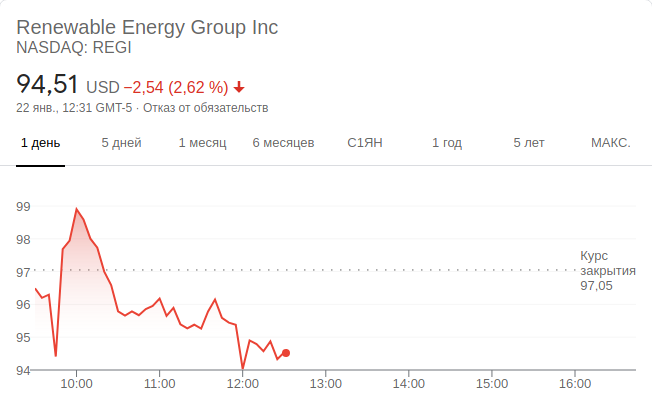 Renewable Energy Group Inc
NASDAQ: REGI
94,51 USD −2,54 (2,62 %)
22 янв., 12:31 GMT-5 · Отказ от обязательств
1 день 5 дней 1 месяц 6 месяцев С1ЯН 1 год 5 лет МАКС.
99
98
97
96
95
94
Курс
закрытия
97,05
10:00 11:00 12:00 13:00 14:00 15:00 16:00